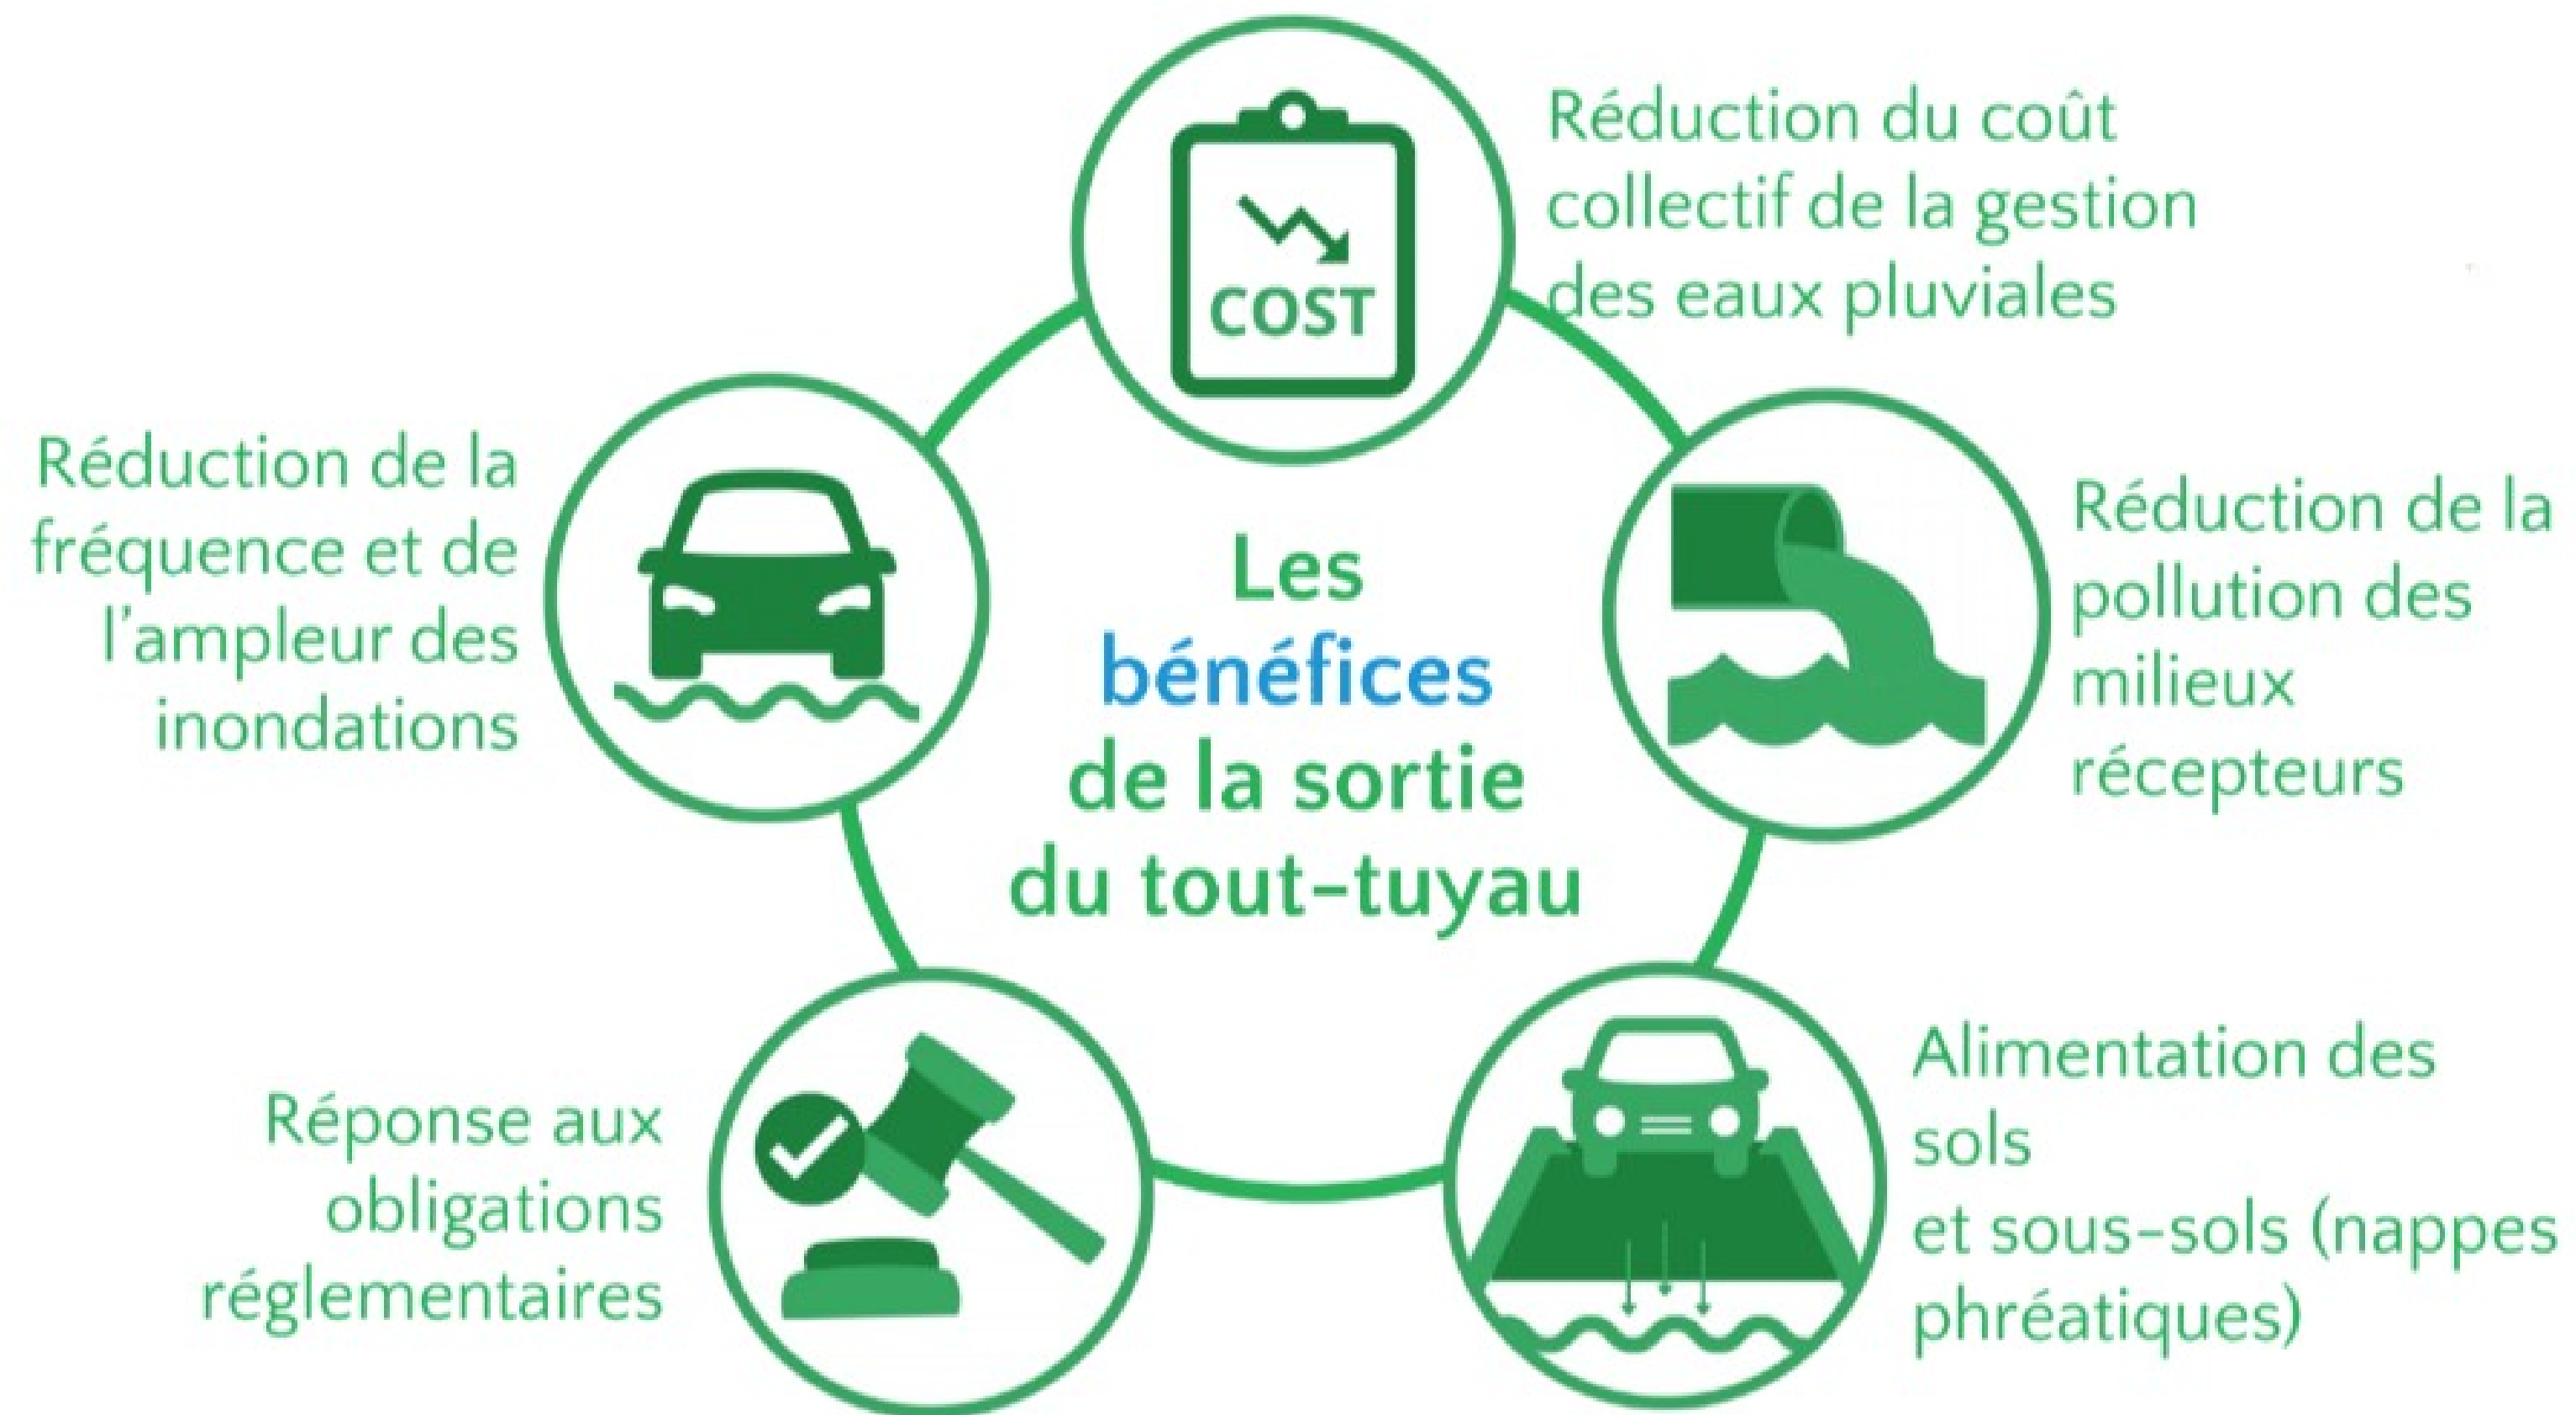 COST
Réduction du coût
collectif de la gestion
des eaux pluviales
Réduction de la
fréquence et de
l’ampleur des
inondations
Les
bénéfices
de la sortie
du tout-tuyau
Réduction de la
pollution des
milieux
récepteurs
Réponse aux
obligations
réglementaires
Alimentation des
sols
et sous-sols (nappes
phréatiques)